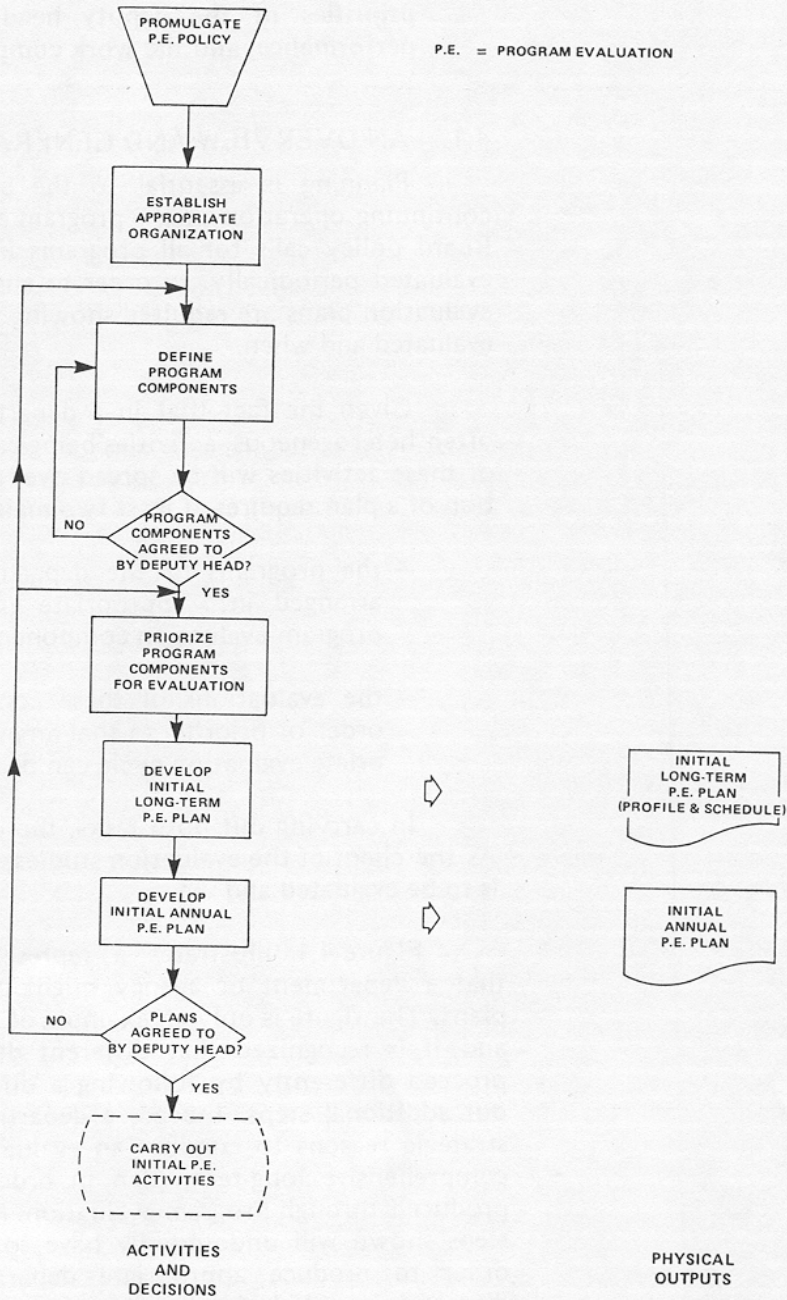 PROMULGATE
P.E. POLICY
P.E. = PROGRAM EVALUATION
ESTABLISH
APPROPRIATE
ORGANIZATION
DEFINE
PROGRAM
COMPONENTS
NO
PROGRAM
COMPONENTS
AGREED TO
BY DEPUTY HEAD?
YES
PRIORIZE
PROGRAM
COMPONENTS
FOR EVALUATION
DEVELOP
INITIAL
LONG-TERM
P.E. PLAN
INITIAL
LONG-TERM
P.E. PLAN
(PROFILE & SCHEDULE)
DEVELOP
INITIAL ANNUAL
P.E. PLAN
INITIAL
ANNUAL
P.E. PLAN
NO
PLANS
AGREED TO
BY DEPUTY HEAD?
YES
CARRY OUT
INITIAL P.E.
ACTIVITIES
ACTIVITIES
AND
DECISIONS
PHYSICAL
OUTPUTS